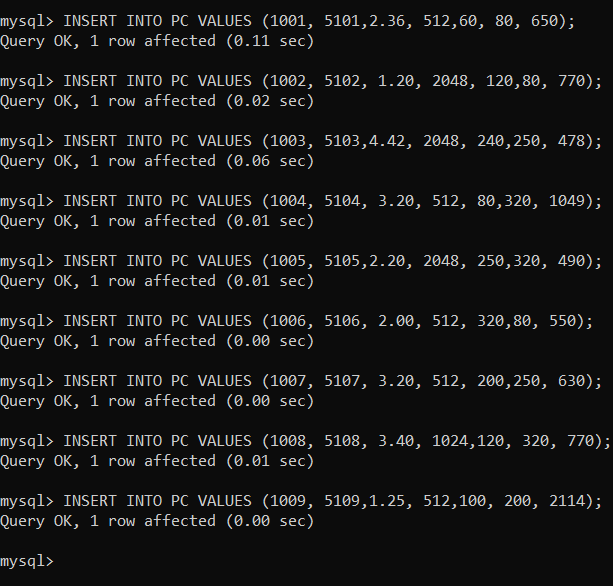 mysql> INSERT INTO PC VALUES (1001, 5101,2.36, 512,60, 80, 650);
Query OK, 1 row affected (0.11 sec)
mysql> INSERT INTO PC VALUES (1002, 5102, 1.20, 2048, 120,80, 770);
Query OK, 1 row affected (0.02 sec)
mysql> INSERT INTO PC VALUES (1003, 5103,4.42, 2048, 240,250, 478);
Query OK, 1 row affected (0.06 sec)
mysql> INSERT INTO PC VALUES (1004, 5104, 3.20, 512, 80,320, 1049);
Query OK, 1 row affected (0.01 sec)
mysql> INSERT INTO PC VALUES (1005, 5105,2.20, 2048, 250,320, 490);
Query OK, 1 row affected (0.01 sec)
mysql> INSERT INTO PC VALUES (1006, 5106, 2.00, 512, 320,80, 550);
Query OK, 1 row affected (0.00 sec)
mysql> INSERT INTO PC VALUES (1007, 5107, 3.20, 512, 200,250, 630);
Query OK, 1 row affected (0.00 sec)
mysql> INSERT INTO PC VALUES (1008, 5108, 3.40, 1024,120, 320, 770);
Query OK, 1 row affected (0.01 sec)
mysql> INSERT INTO PC VALUES (1009, 5109,1.25, 512,100, 200, 2114);
Query OK, 1 row affected (0.00 sec)
mysql>